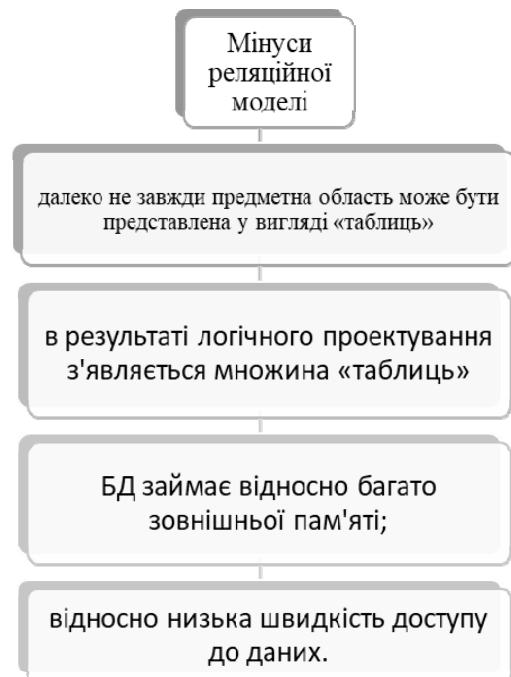 Мінуси
реляційної
моделі
далеко не завжди предметна область може бути
представлена у вигляді «таблиць»
в результаті логічного проектування
з'являється множина «таблиць»
БД займає відносно багато
зовнішньої пам'яті;
відносно низька швидкість доступу
до даних.